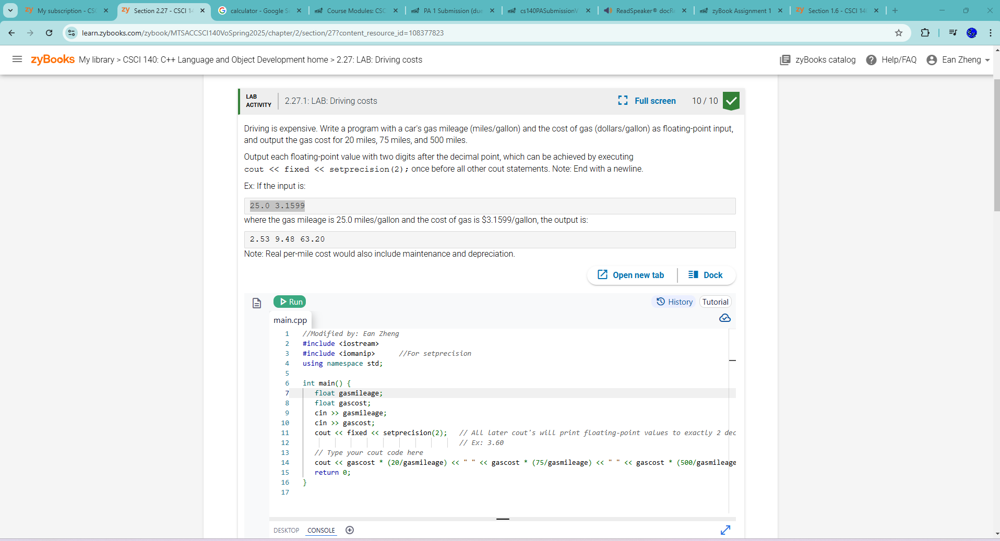 My subscription - CSC
Section 2.27 - CSCI 14
calculator - Google Se
Course Modules: CSC
PA 1 Submission (due
cs140PASubmissionV
ReadSpeaker® docRe
zyBook Assignment 1
Section 1.6 - CSCI 140
learn.zybooks.com/zybook/MTSACCSCI140VoSpring2025/chapter/2/section/27?content_resource_id=108377823
zyBooks My library > CSCI 140: C++ Language and Object Development home > 2.27: LAB: Driving costs
zyBooks catalog
Help/FAQ
Ean Zheng
LAB
ACTIVITY
2.27.1: LAB: Driving costs
Full screen
10 / 10
Driving is expensive. Write a program with a car's gas mileage (miles/gallon) and the cost of gas (dollars/gallon) as floating-point input,
and output the gas cost for 20 miles, 75 miles, and 500 miles.
Output each floating-point value with two digits after the decimal point, which can be achieved by executing
cout << fixed << setprecision(2); once before all other cout statements. Note: End with a newline.
Ex: If the input is:
25.0 3.1599
where the gas mileage is 25.0 miles/gallon and the cost of gas is $3.1599/gallon, the output is:
2.53 9.48 63.20
Note: Real per-mile cost would also include maintenance and depreciation.
Open new tab
Dock
Run
History
Tutorial
main.cpp
1 //Modified by: Ean Zheng
2 #include <iostream>
3 #include <iomanip> //For setprecision
4 using namespace std;
5
6 int main() {
7 float gasmileage;
8 float gascost;
9 cin >> gasmileage;
10 cin >> gascost;
11 cout << fixed << setprecision(2); // All later cout's will print floating-point values to exactly 2 dec
12 // Ex: 3.60
13 // Type your cout code here
14 cout << gascost * (20/gasmileage) << " " << gascost * (75/gasmileage) << " " << gascost * (500/gasmileage
15 return 0;
16 }
17
DESKTOP
CONSOLE